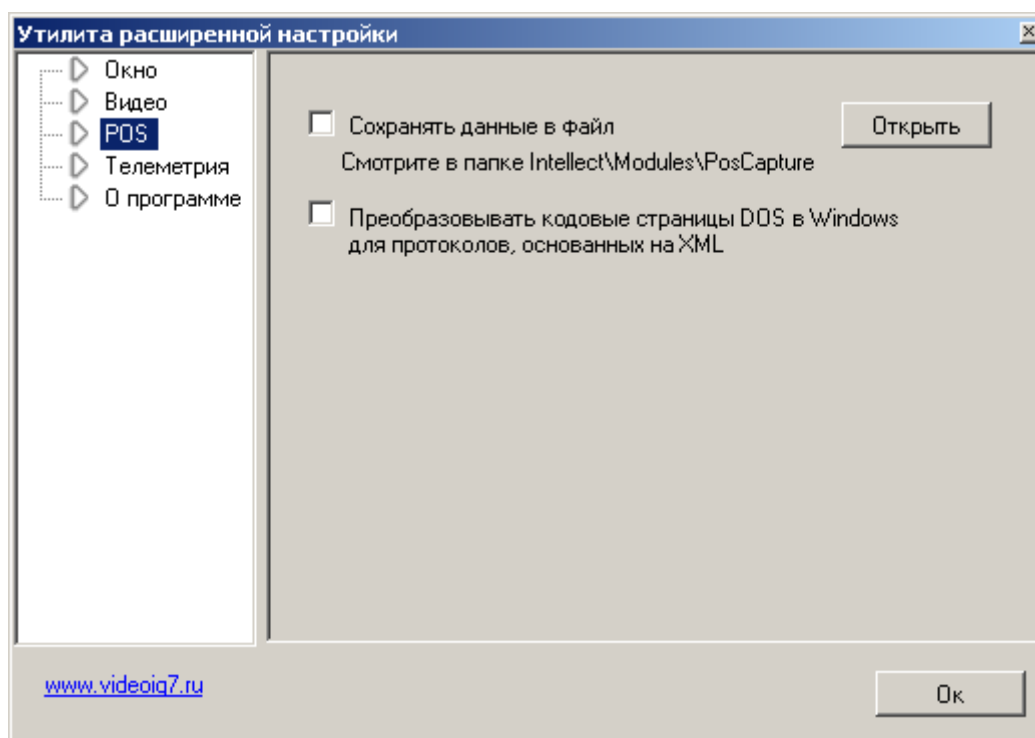 Утилита расширенной настройки
Окно
Видео
POS
Телеметрия
О программе
Сохранять данные в файл
Открыть
Смотрите в папке Intellect\Modules\PosCapture
Преобразовывать кодовые страницы DOS в Windows
для протоколов, основанных на XML
www.videoiq7.ru
Ок